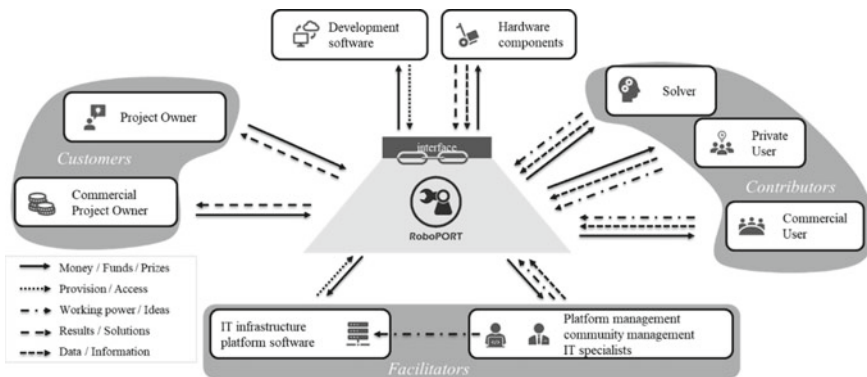 Development
software
Hardware
components
Solver
Project Owner
Private
User
interface
Customers
Contributors
Commercial
Project Owner
Commercial
User
RoboPORT
Money / Funds / Prizes
Provision / Access
Working power / Ideas
Results / Solutions
Data / Information
IT infrastructure
platform software
Platform management
community management
IT specialists
Facilitators